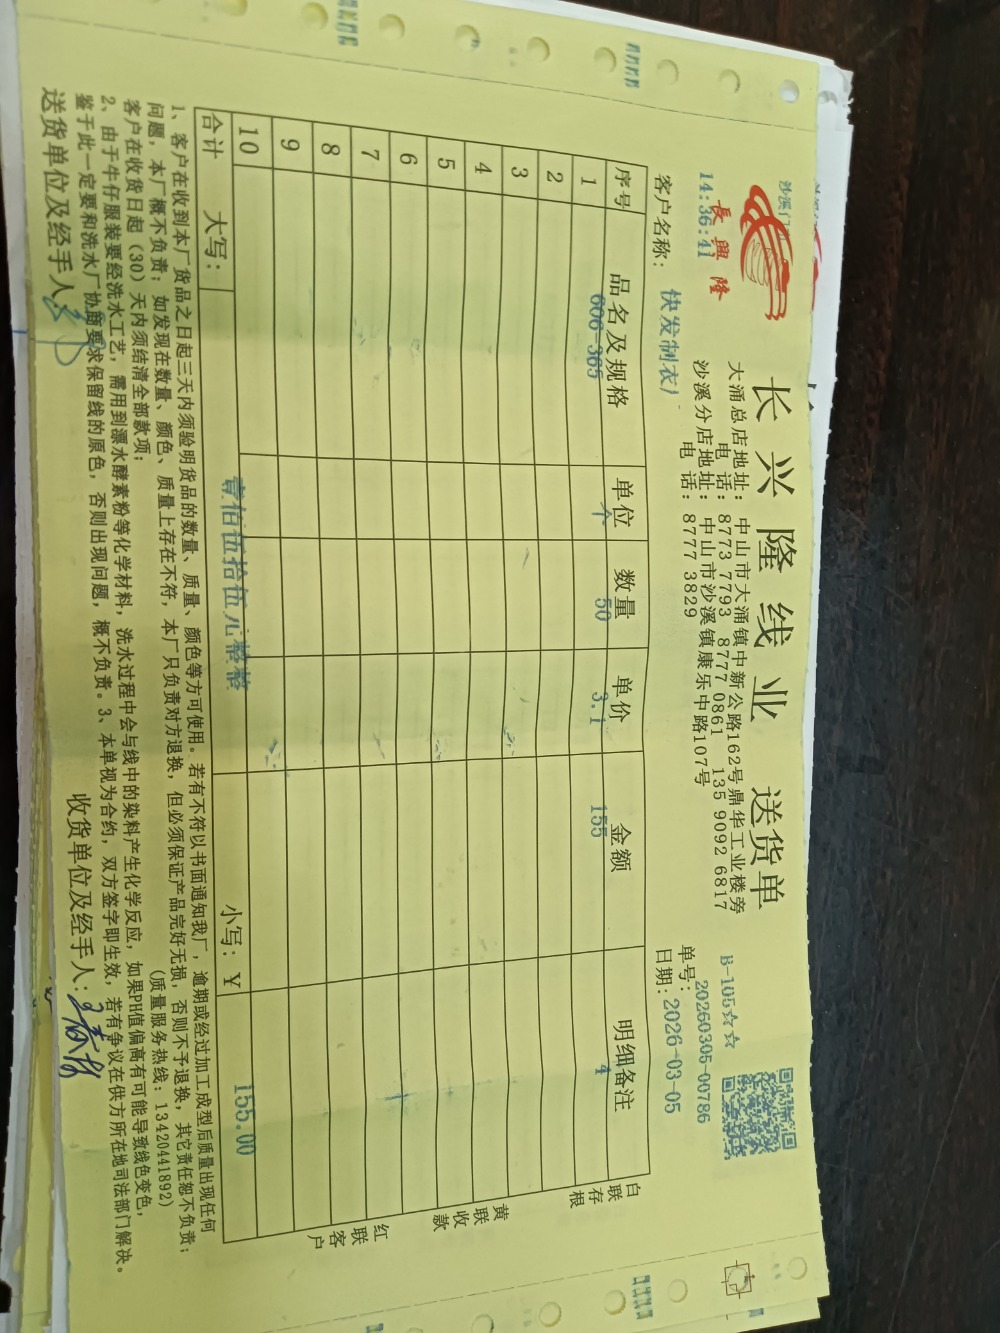 長興隆
长兴隆线业 送货单
B-105☆☆
14:36:41
大涌总店地址: 中山市大涌镇中新公路162号鼎华工业楼旁
电 话: 8773 7793 8777 0861 135 9092 6817
沙溪分店地址: 中山市沙溪镇康乐中路107号
电 话: 8777 3829
单号: 20260305-00786
客户名称: 快发制衣厂
日期: 2026-03-05
序号 品名及规格 单位 数量 单价 金额 明细备注
1 606-365 个 50 3.1 155 4
2
3
4
5
6
7
8
9
10
合计 大写: 壹佰伍拾伍元整整 小写: ¥ 155.00
白联存根
黄联收款
红联客户
1、客户在收到本厂货品之日起三天内须验明货品的数量、质量、颜色等方可使用。若有不符以书面通知我厂，逾期或经过加工成型后质量出现任何
问题，本厂概不负责；如发现在数量、颜色、质量上存在不符，本厂只负责对方退换，但必须保证产品完好无损，否则不予退换，其它责任恕不负责；
客户在收货日起（30）天内须结清全部款项；
(质量服务热线: 13420441892)
2、由于牛仔服装要经洗水工艺，需用到漂水酵素粉等化学材料，洗水过程中会与线中的染料产生化学反应，如果PH值偏高有可能导致线色变色，
鉴于此一定要和洗水厂协商要求保留线的原色，否则出现问题，概不负责。3、本单视为合约，双方签字即生效，若有争议在供方所在地司法部门解决。
送货单位及经手人:
收货单位及经手人: